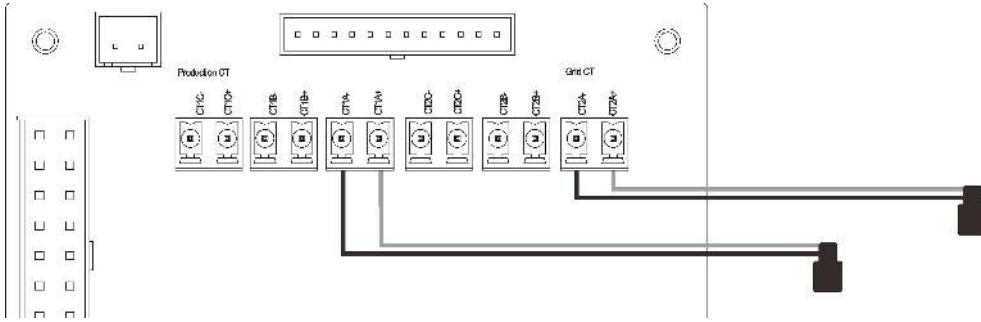 Production CT
Grid CT
CT1C-
CT1C+
CT1B-
CT1B+
CT1A-
CT1A+
CT2C-
CT2C+
CT2B-
CT2B+
CT2A-
CT2A+